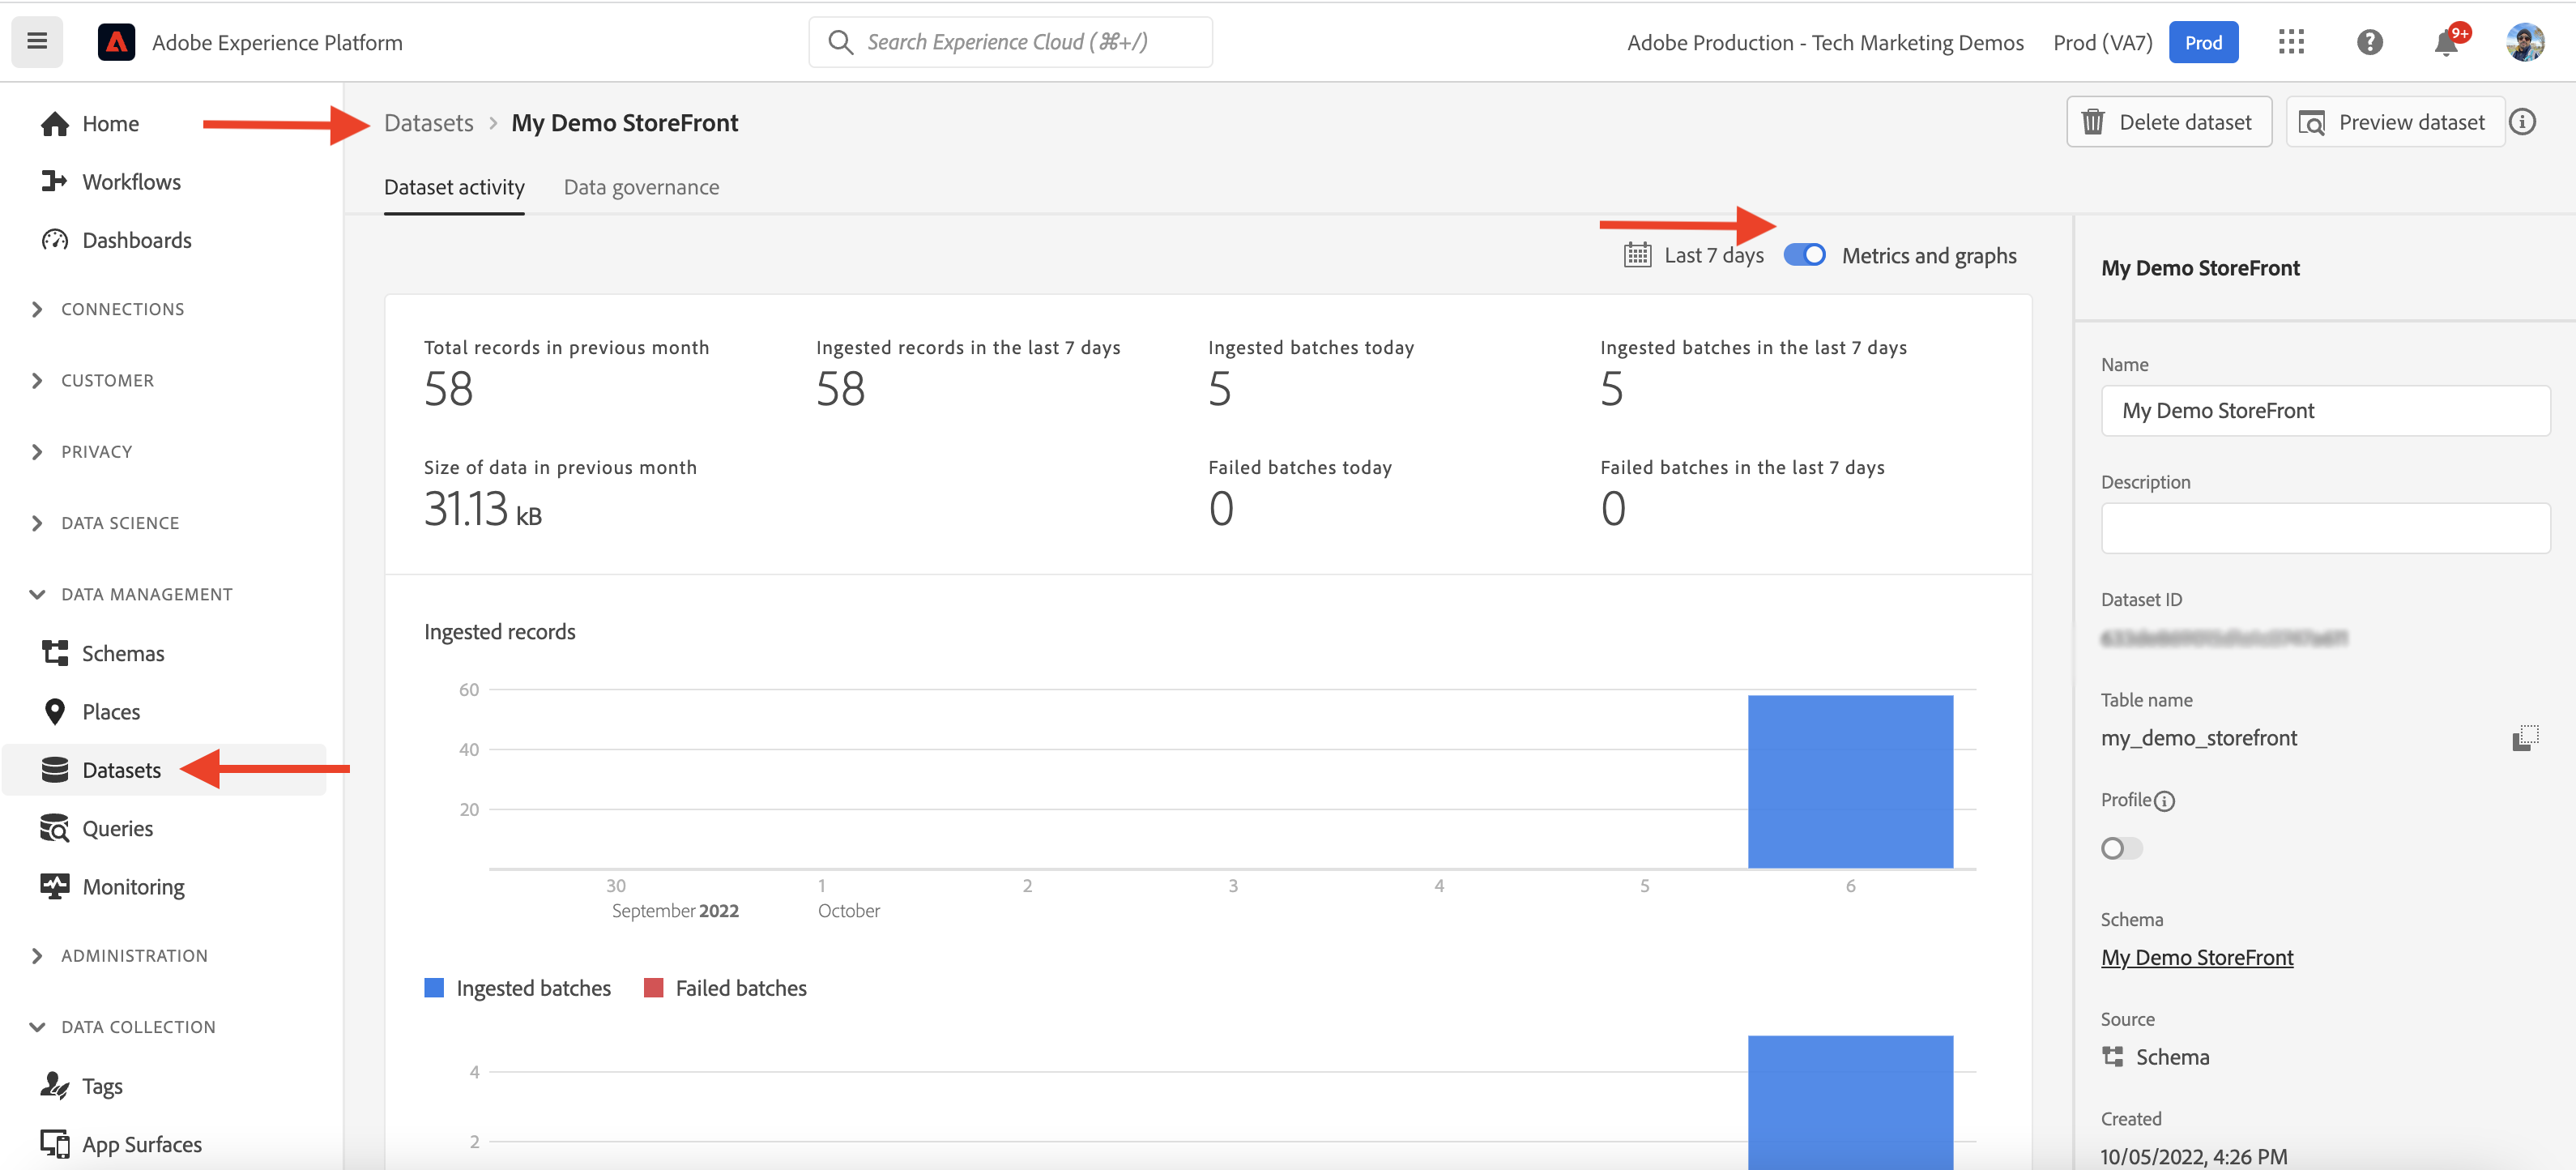 Adobe Experience Platform
Search Experience Cloud (⌘+/)
Adobe Production - Tech Marketing Demos
Prod (VA7)
Prod
9+
Home
Workflows
Dashboards
CONNECTIONS
CUSTOMER
PRIVACY
DATA SCIENCE
DATA MANAGEMENT
Schemas
Places
Datasets
Queries
Monitoring
ADMINISTRATION
DATA COLLECTION
Tags
App Surfaces
Datasets > My Demo StoreFront
Delete dataset
Preview dataset
Dataset activity
Data governance
Last 7 days
Metrics and graphs
Total records in previous month
58
Ingested records in the last 7 days
58
Ingested batches today
5
Ingested batches in the last 7 days
5
Size of data in previous month
31.13 kB
Failed batches today
0
Failed batches in the last 7 days
0
Ingested records
60
40
20
30 1 2 3 4 5 6
September 2022 October
Ingested batches
Failed batches
4
2
My Demo StoreFront
Name
My Demo StoreFront
Description
Dataset ID
Table name
my_demo_storefront
Profile
Schema
My Demo StoreFront
Source
Schema
Created
10/05/2022, 4:26 PM